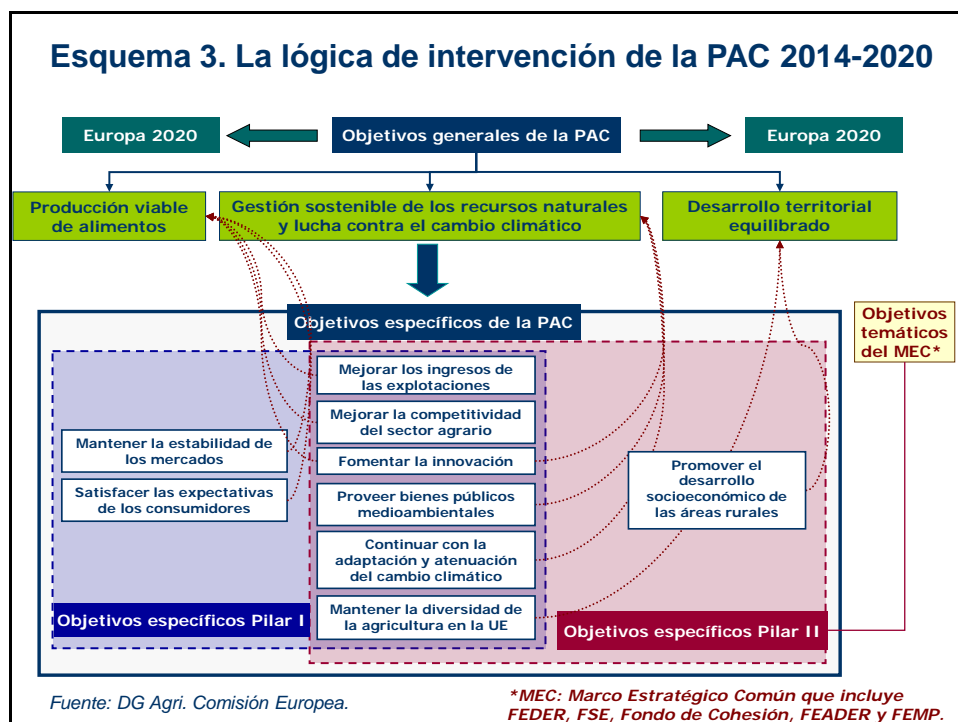 Esquema 3. La lógica de intervención de la PAC 2014-2020
Europa 2020
Objetivos generales de la PAC
Europa 2020
Producción viable
de alimentos
Gestión sostenible de los recursos naturales
y lucha contra el cambio climático
Desarrollo territorial
equilibrado
Objetivos específicos de la PAC
Objetivos
temáticos
del MEC*
Mejorar los ingresos de
las explotaciones
Mejorar la competitividad
del sector agrario
Mantener la estabilidad de
los mercados
Fomentar la innovación
Satisfacer las expectativas
de los consumidores
Proveer bienes públicos
medioambientales
Promover el
desarrollo
socioeconómico de
las áreas rurales
Continuar con la
adaptación y atenuación
del cambio climático
Mantener la diversidad de
la agricultura en la UE
Objetivos específicos Pilar I
Objetivos específicos Pilar II
Fuente: DG Agri. Comisión Europea.
*MEC: Marco Estratégico Común que incluye
FEDER, FSE, Fondo de Cohesión, FEADER y FEMP.